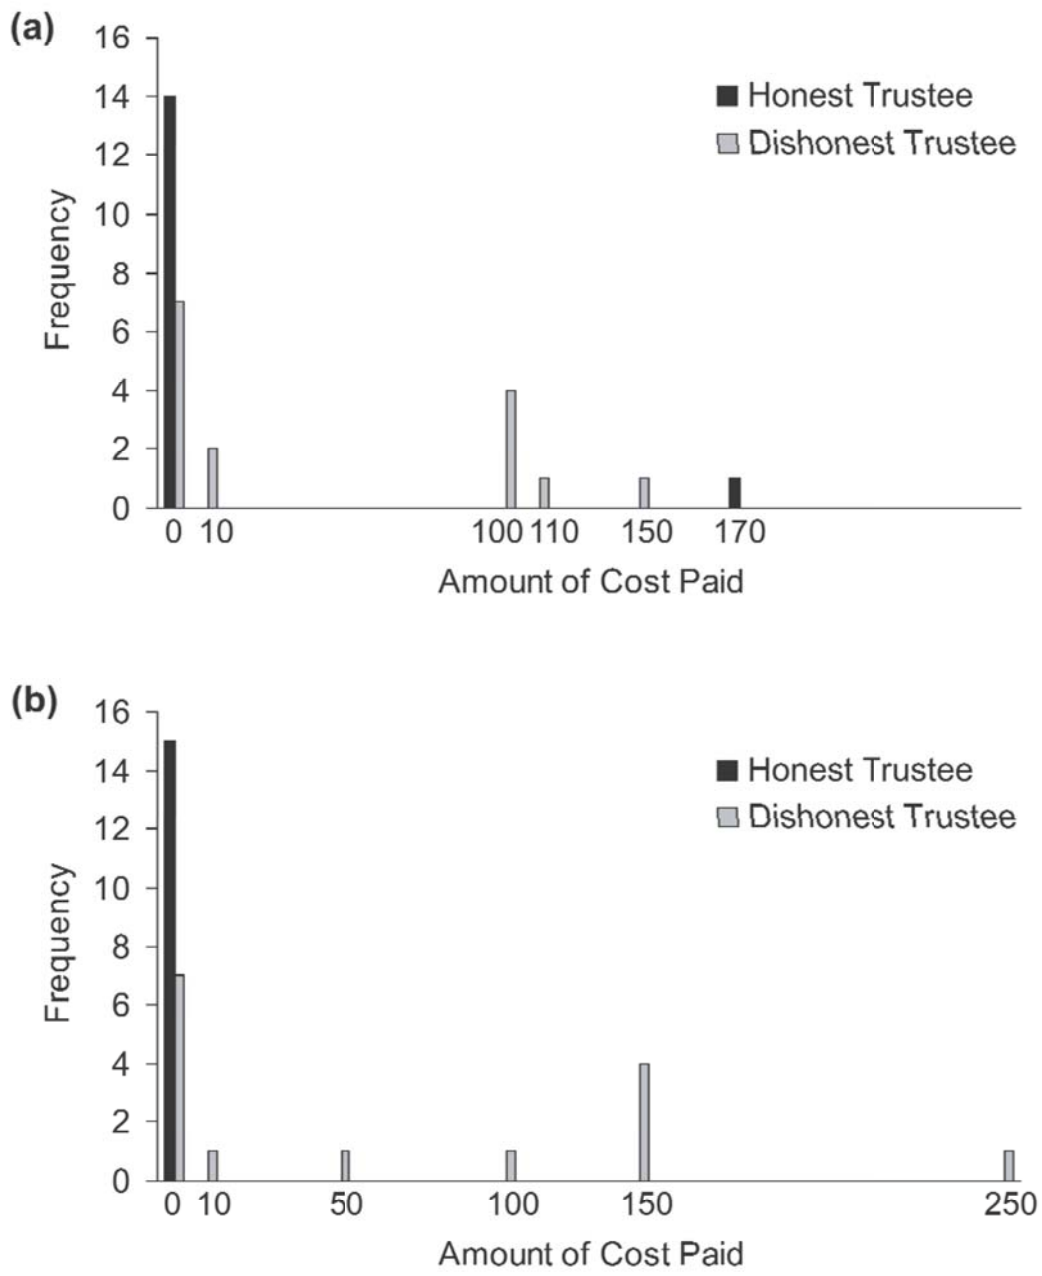 (a)
16
14
12
10
8
6
4
2
0
Frequency
Honest Trustee
Dishonest Trustee
0 10 100 110 150 170
Amount of Cost Paid
(b)
16
14
12
10
8
6
4
2
0
Frequency
Honest Trustee
Dishonest Trustee
0 10 50 100 150 250
Amount of Cost Paid